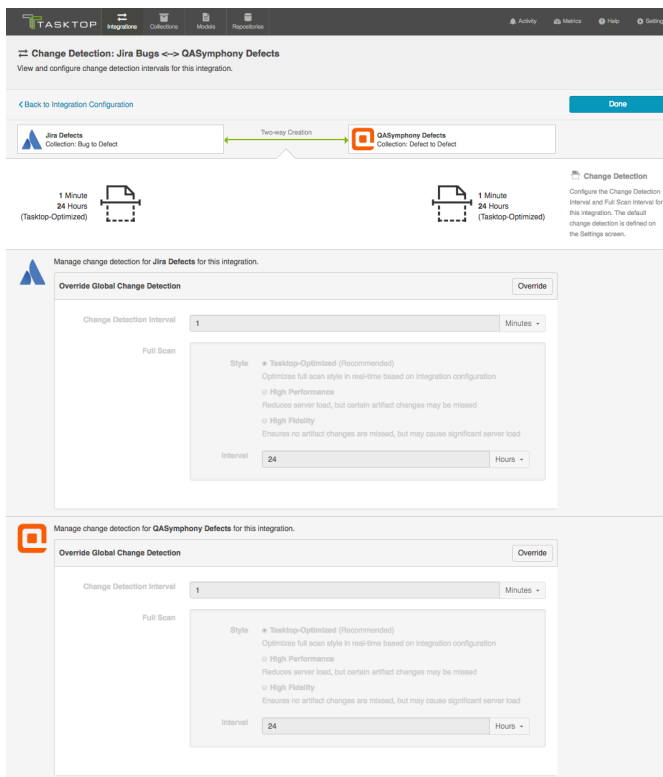 TASKTOP
Integrations
Collections
Models
Repositories
Activity
Metrics
Help
Setting
Change Detection: Jira Bugs <--> QASymphony Defects
View and configure change detection intervals for this integration.
Back to Integration Configuration
Done
Jira Defects
Collection: Bug to Defect
Two-way Creation
QASymphony Defects
Collection: Defect to Defect
1 Minute
24 Hours
(Tasktop-Optimized)
1 Minute
24 Hours
(Tasktop-Optimized)
Change Detection
Configure the Change Detection
Interval and Full Scan Interval for
this integration. The default
change detection is defined on
the Settings screen.
Manage change detection for Jira Defects for this integration.
Override Global Change Detection
Override
Change Detection Interval
1
Minutes
Full Scan
Style
Tasktop-Optimized (Recommended)
Optimizes full scan style in real-time based on integration configuration
High Performance
Reduces server load, but certain artifact changes may be missed
High Fidelity
Ensures no artifact changes are missed, but may cause significant server load
Interval
24
Hours
Manage change detection for QASymphony Defects for this integration.
Override Global Change Detection
Override
Change Detection Interval
1
Minutes
Full Scan
Style
Tasktop-Optimized (Recommended)
Optimizes full scan style in real-time based on integration configuration
High Performance
Reduces server load, but certain artifact changes may be missed
High Fidelity
Ensures no artifact changes are missed, but may cause significant server load
Interval
24
Hours